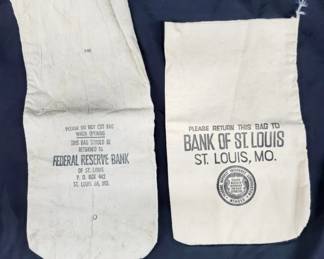 PLEASE DO NOT CUT BAG
WHEN OPENING
THIS BAG SHOULD BE
RETURNED TO
FEDERAL RESERVE BANK
OF ST. LOUIS
P. O. BOX 442
ST. LOUIS 66, MO.
PLEASE RETURN THIS BAG TO
BANK OF ST. LOUIS
ST. LOUIS, MO.